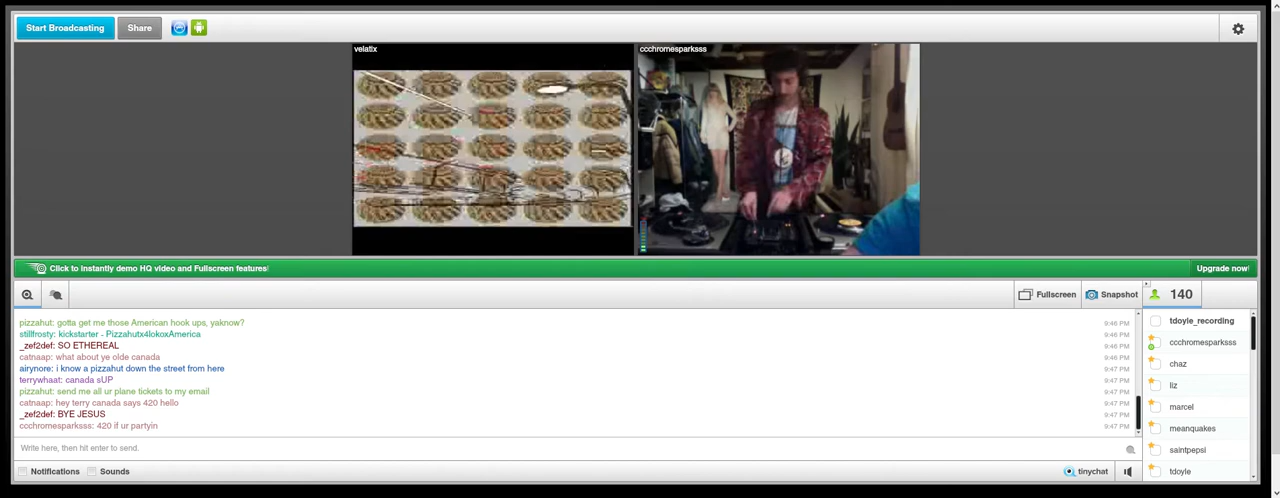 Start Broadcasting
Share
velatix
ccchromesparksss
Click to instantly demo HQ video and Fullscreen features!
Upgrade now!
Fullscreen
Snapshot
140
pizzahut: gotta get me those American hook ups, yaknow?
9:46 PM
stillfrosty: kickstarter - Pizzahutx4lokoxAmerica
9:46 PM
_zef2def: SO ETHEREAL
9:46 PM
catnaap: what about ye olde canada
9:46 PM
airynore: i know a pizzahut down the street from here
9:47 PM
terrywhaat: canada sUP
9:47 PM
pizzahut: send me all ur plane tickets to my email
9:47 PM
catnaap: hey terry canada says 420 hello
9:47 PM
_zef2def: BYE JESUS
9:47 PM
ccchromesparksss: 420 if ur partyin
9:47 PM
tdoyle_recording
ccchromesparksss
chaz
liz
marcel
meanquakes
saintpepsi
tdoyle
Write here, then hit enter to send.
Notifications
Sounds
tinychat